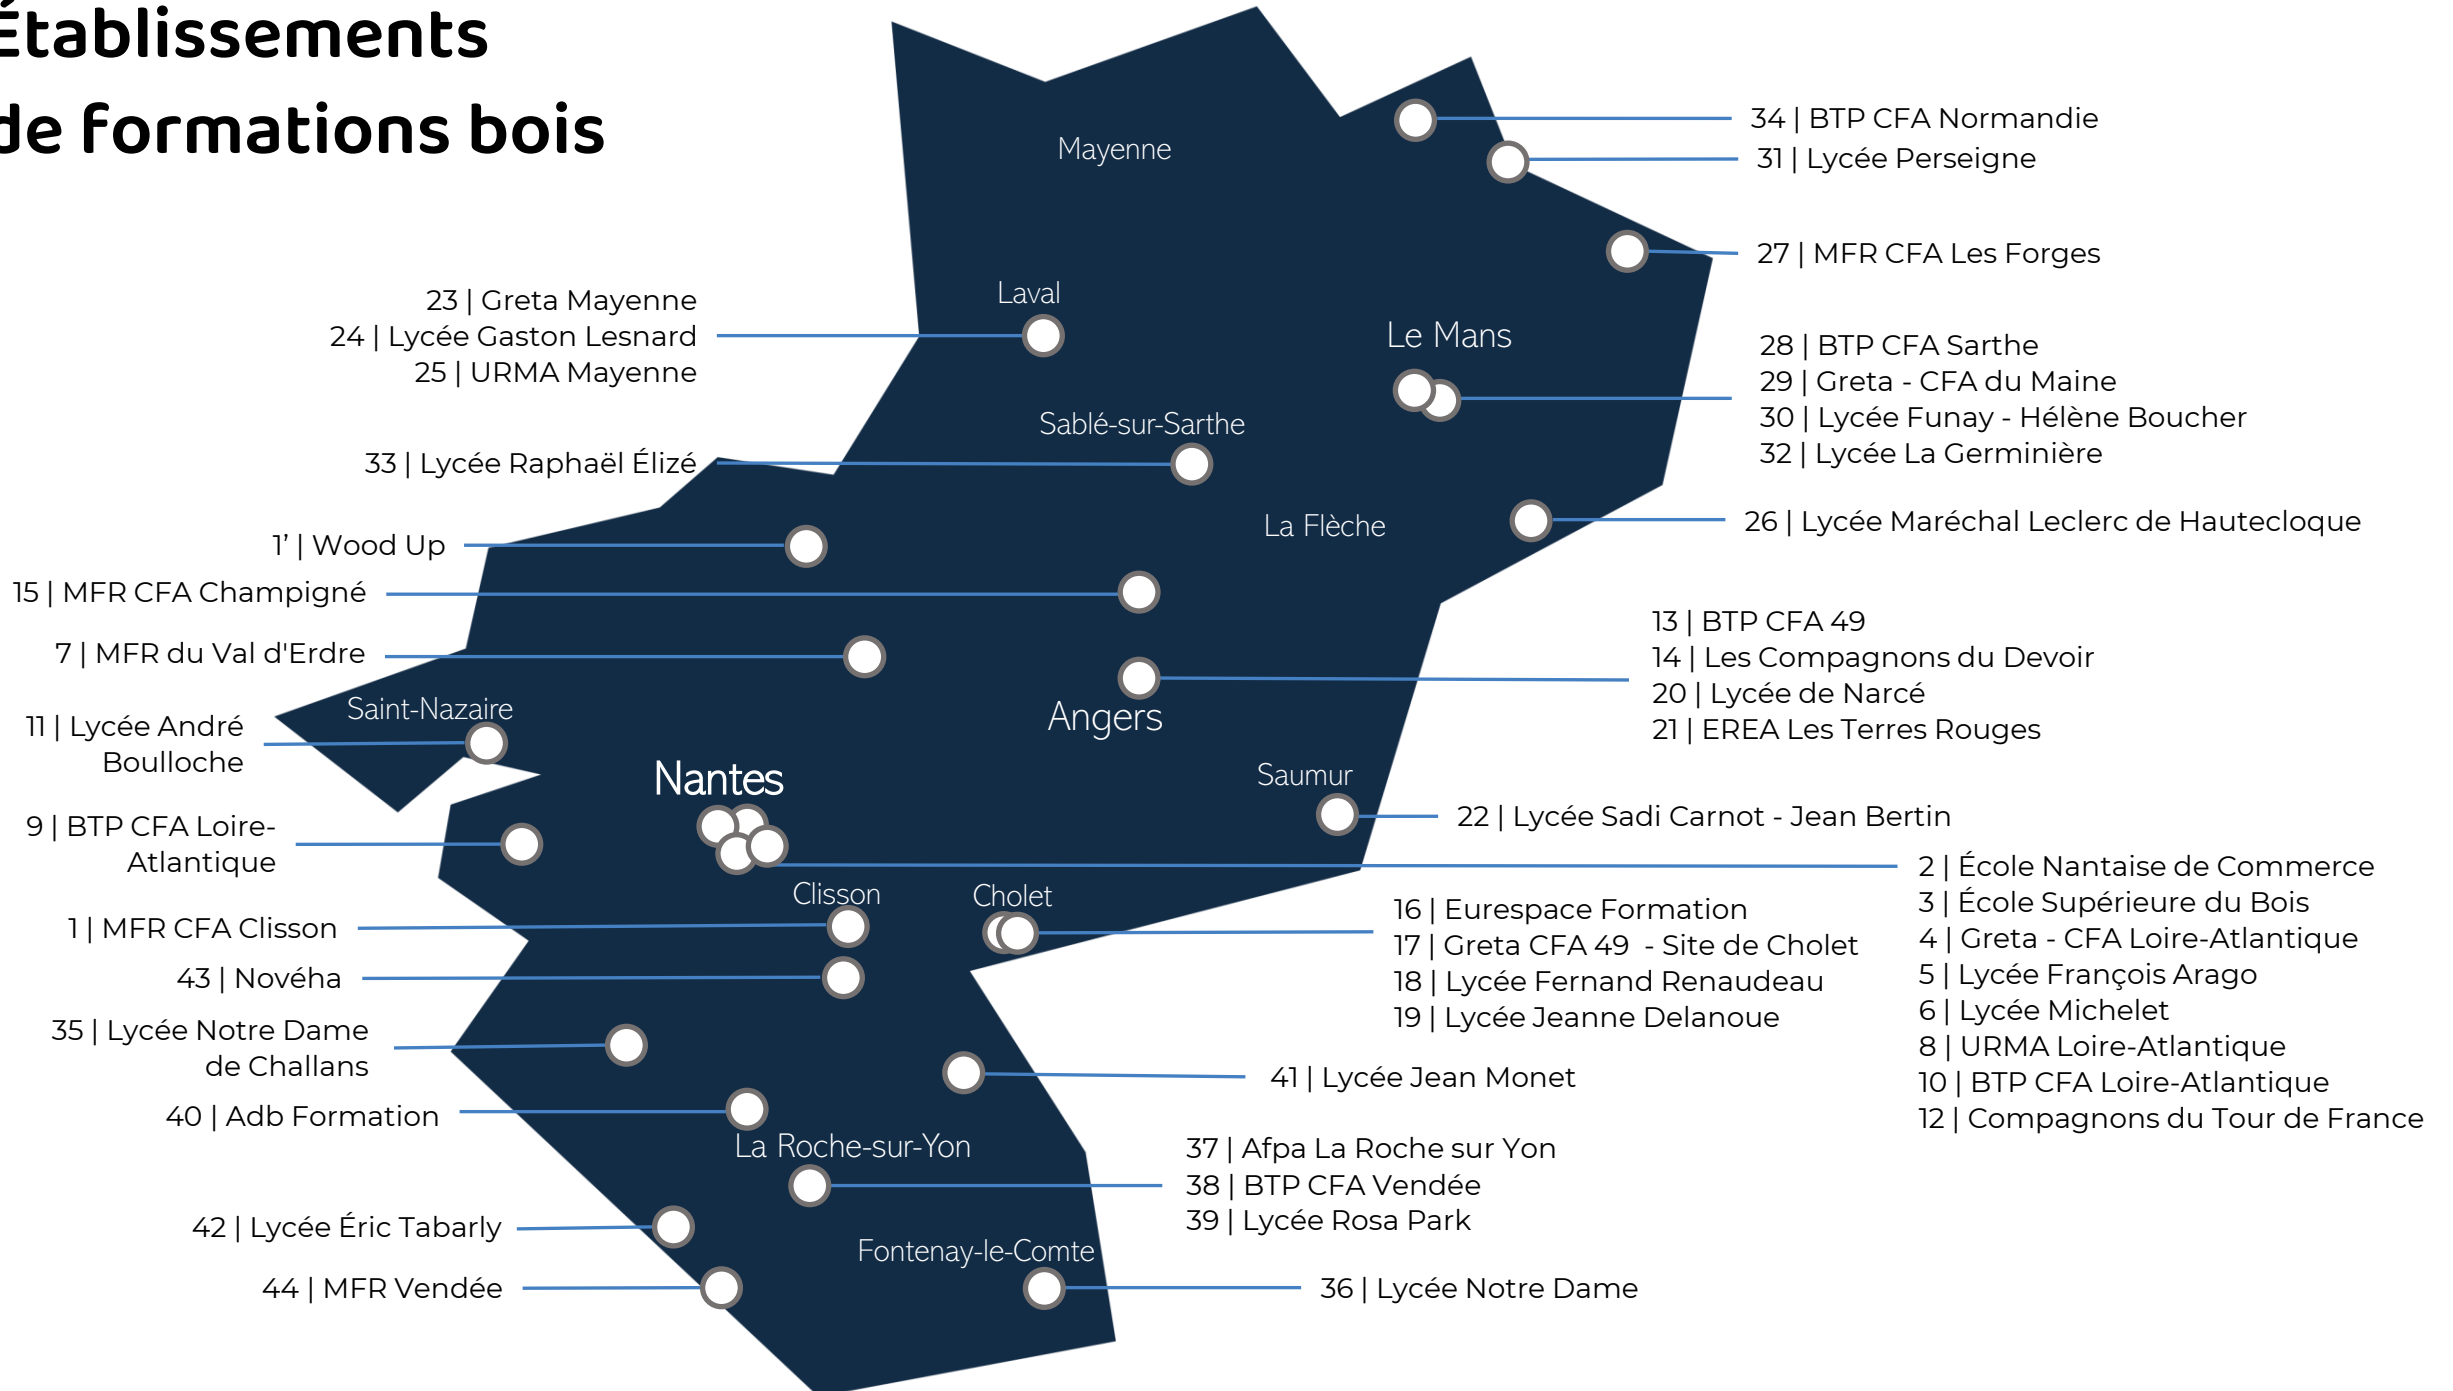 Établissements
de formations bois
Mayenne
34 | BTP CFA Normandie
31 | Lycée Perseigne
27 | MFR CFA Les Forges
Laval
23 | Greta Mayenne
24 | Lycée Gaston Lesnard
25 | URMA Mayenne
Le Mans
28 | BTP CFA Sarthe
29 | Greta - CFA du Maine
30 | Lycée Funay - Hélène Boucher
32 | Lycée La Germinière
Sablé-sur-Sarthe
33 | Lycée Raphaël Élizé
La Flèche
26 | Lycée Maréchal Leclerc de Hautecloque
1’ | Wood Up
15 | MFR CFA Champigné
7 | MFR du Val d'Erdre
13 | BTP CFA 49
14 | Les Compagnons du Devoir
20 | Lycée de Narcé
21 | EREA Les Terres Rouges
Angers
Saint-Nazaire
11 | Lycée André
Boulloche
Nantes
Saumur
22 | Lycée Sadi Carnot - Jean Bertin
9 | BTP CFA Loire-
Atlantique
2 | École Nantaise de Commerce
3 | École Supérieure du Bois
4 | Greta - CFA Loire-Atlantique
5 | Lycée François Arago
6 | Lycée Michelet
8 | URMA Loire-Atlantique
10 | BTP CFA Loire-Atlantique
12 | Compagnons du Tour de France
Clisson
Cholet
1 | MFR CFA Clisson
16 | Eurespace Formation
17 | Greta CFA 49 - Site de Cholet
18 | Lycée Fernand Renaudeau
19 | Lycée Jeanne Delanoue
43 | Novéha
35 | Lycée Notre Dame
de Challans
41 | Lycée Jean Monet
40 | Adb Formation
La Roche-sur-Yon
37 | Afpa La Roche sur Yon
38 | BTP CFA Vendée
39 | Lycée Rosa Park
42 | Lycée Éric Tabarly
Fontenay-le-Comte
44 | MFR Vendée
36 | Lycée Notre Dame